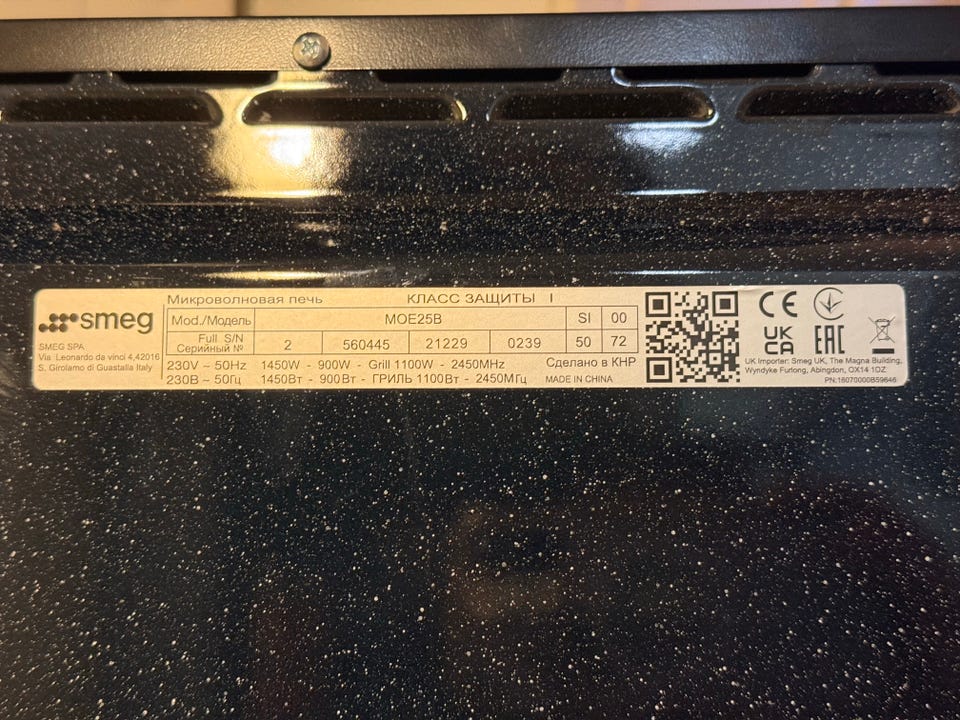 smeg
SMEG SPA
Via Leonardo da vinci 4,42016
S. Girolamo di Guastalla Italy
Микроволновая печь КЛАСС ЗАЩИТЫ I
Mod./Модель MOE25B SI 00
Full S/N
Серийный № 2 560445 21229 0239 50 72
230V ~ 50Hz 1450W - 900W - Grill 1100W - 2450MHz Сделано в КНР
230В ~ 50Гц 1450Вт - 900Вт - ГРИЛЬ 1100Вт - 2450МГц MADE IN CHINA
CE
UK
CA EAC
UK Importer: Smeg UK, The Magna Building,
Wyndyke Furlong, Abingdon, OX14 1DZ
PN:16070000B59646